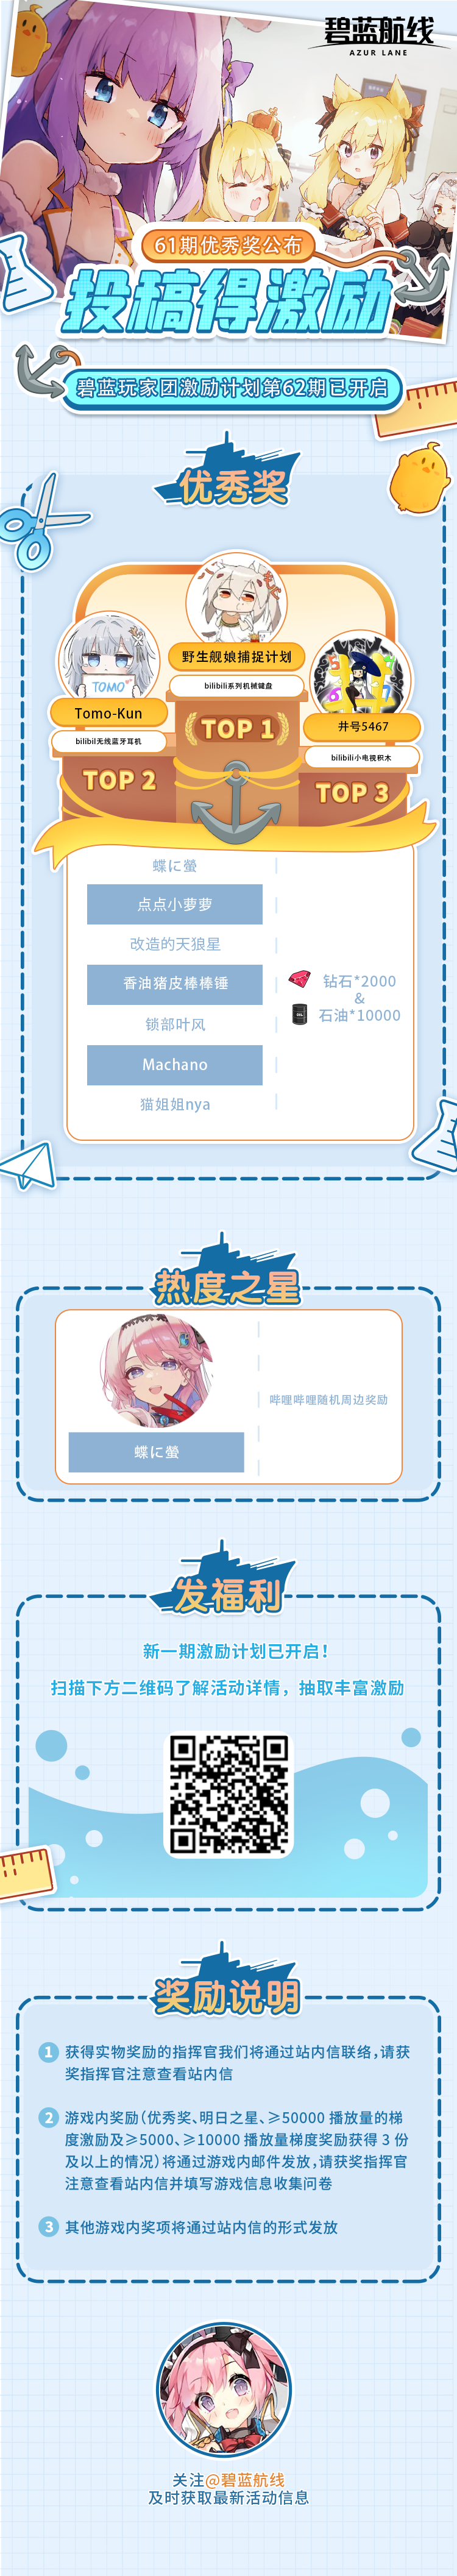 碧蓝航线
AZUR LANE
61期优秀奖公布
投稿得激励
碧蓝玩家团激励计划第62期已开启
优秀奖
野生舰娘捕捉计划
bilibili系列机械键盘
TOMO
Tomo-Kun
bilibil无线蓝牙耳机
井号5467
bilibili小电视积木
TOP 1
TOP 2
TOP 3
蝶に螢
点点小萝萝
改造的天狼星
香油猪皮棒棒锤
锁部叶风
Machano
猫姐姐nya
钻石*2000
&
石油*10000
热度之星
蝶に螢
哔哩哔哩随机周边奖励
发福利
新一期激励计划已开启！
扫描下方二维码了解活动详情，抽取丰富激励
奖励说明
1 获得实物奖励的指挥官我们将通过站内信联络，请获
奖指挥官注意查看站内信
2 游戏内奖励（优秀奖、明日之星、≥50000 播放量的梯
度激励及≥5000、≥10000 播放量梯度奖励获得 3 份
及以上的情况）将通过游戏内邮件发放，请获奖指挥官
注意查看站内信并填写游戏信息收集问卷
3 其他游戏内奖项将通过站内信的形式发放
关注@碧蓝航线
及时获取最新活动信息